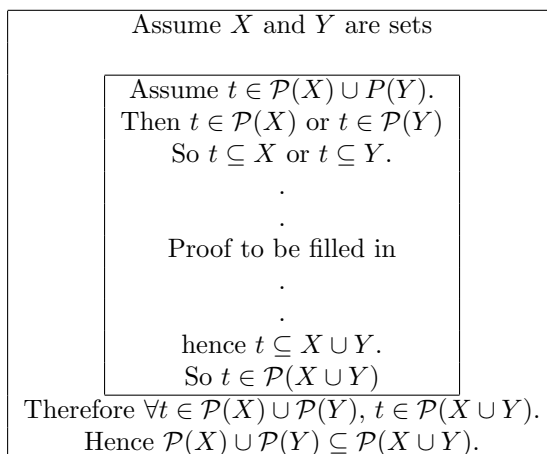 Assume X and Y are sets
Assume t ∈ 𝒫(X) ∪ P(Y).
Then t ∈ 𝒫(X) or t ∈ 𝒫(Y)
So t ⊆ X or t ⊆ Y.
.
.
Proof to be filled in
.
.
hence t ⊆ X ∪ Y.
So t ∈ 𝒫(X ∪ Y)
Therefore ∀t ∈ 𝒫(X) ∪ 𝒫(Y), t ∈ 𝒫(X ∪ Y).
Hence 𝒫(X) ∪ 𝒫(Y) ⊆ 𝒫(X ∪ Y).